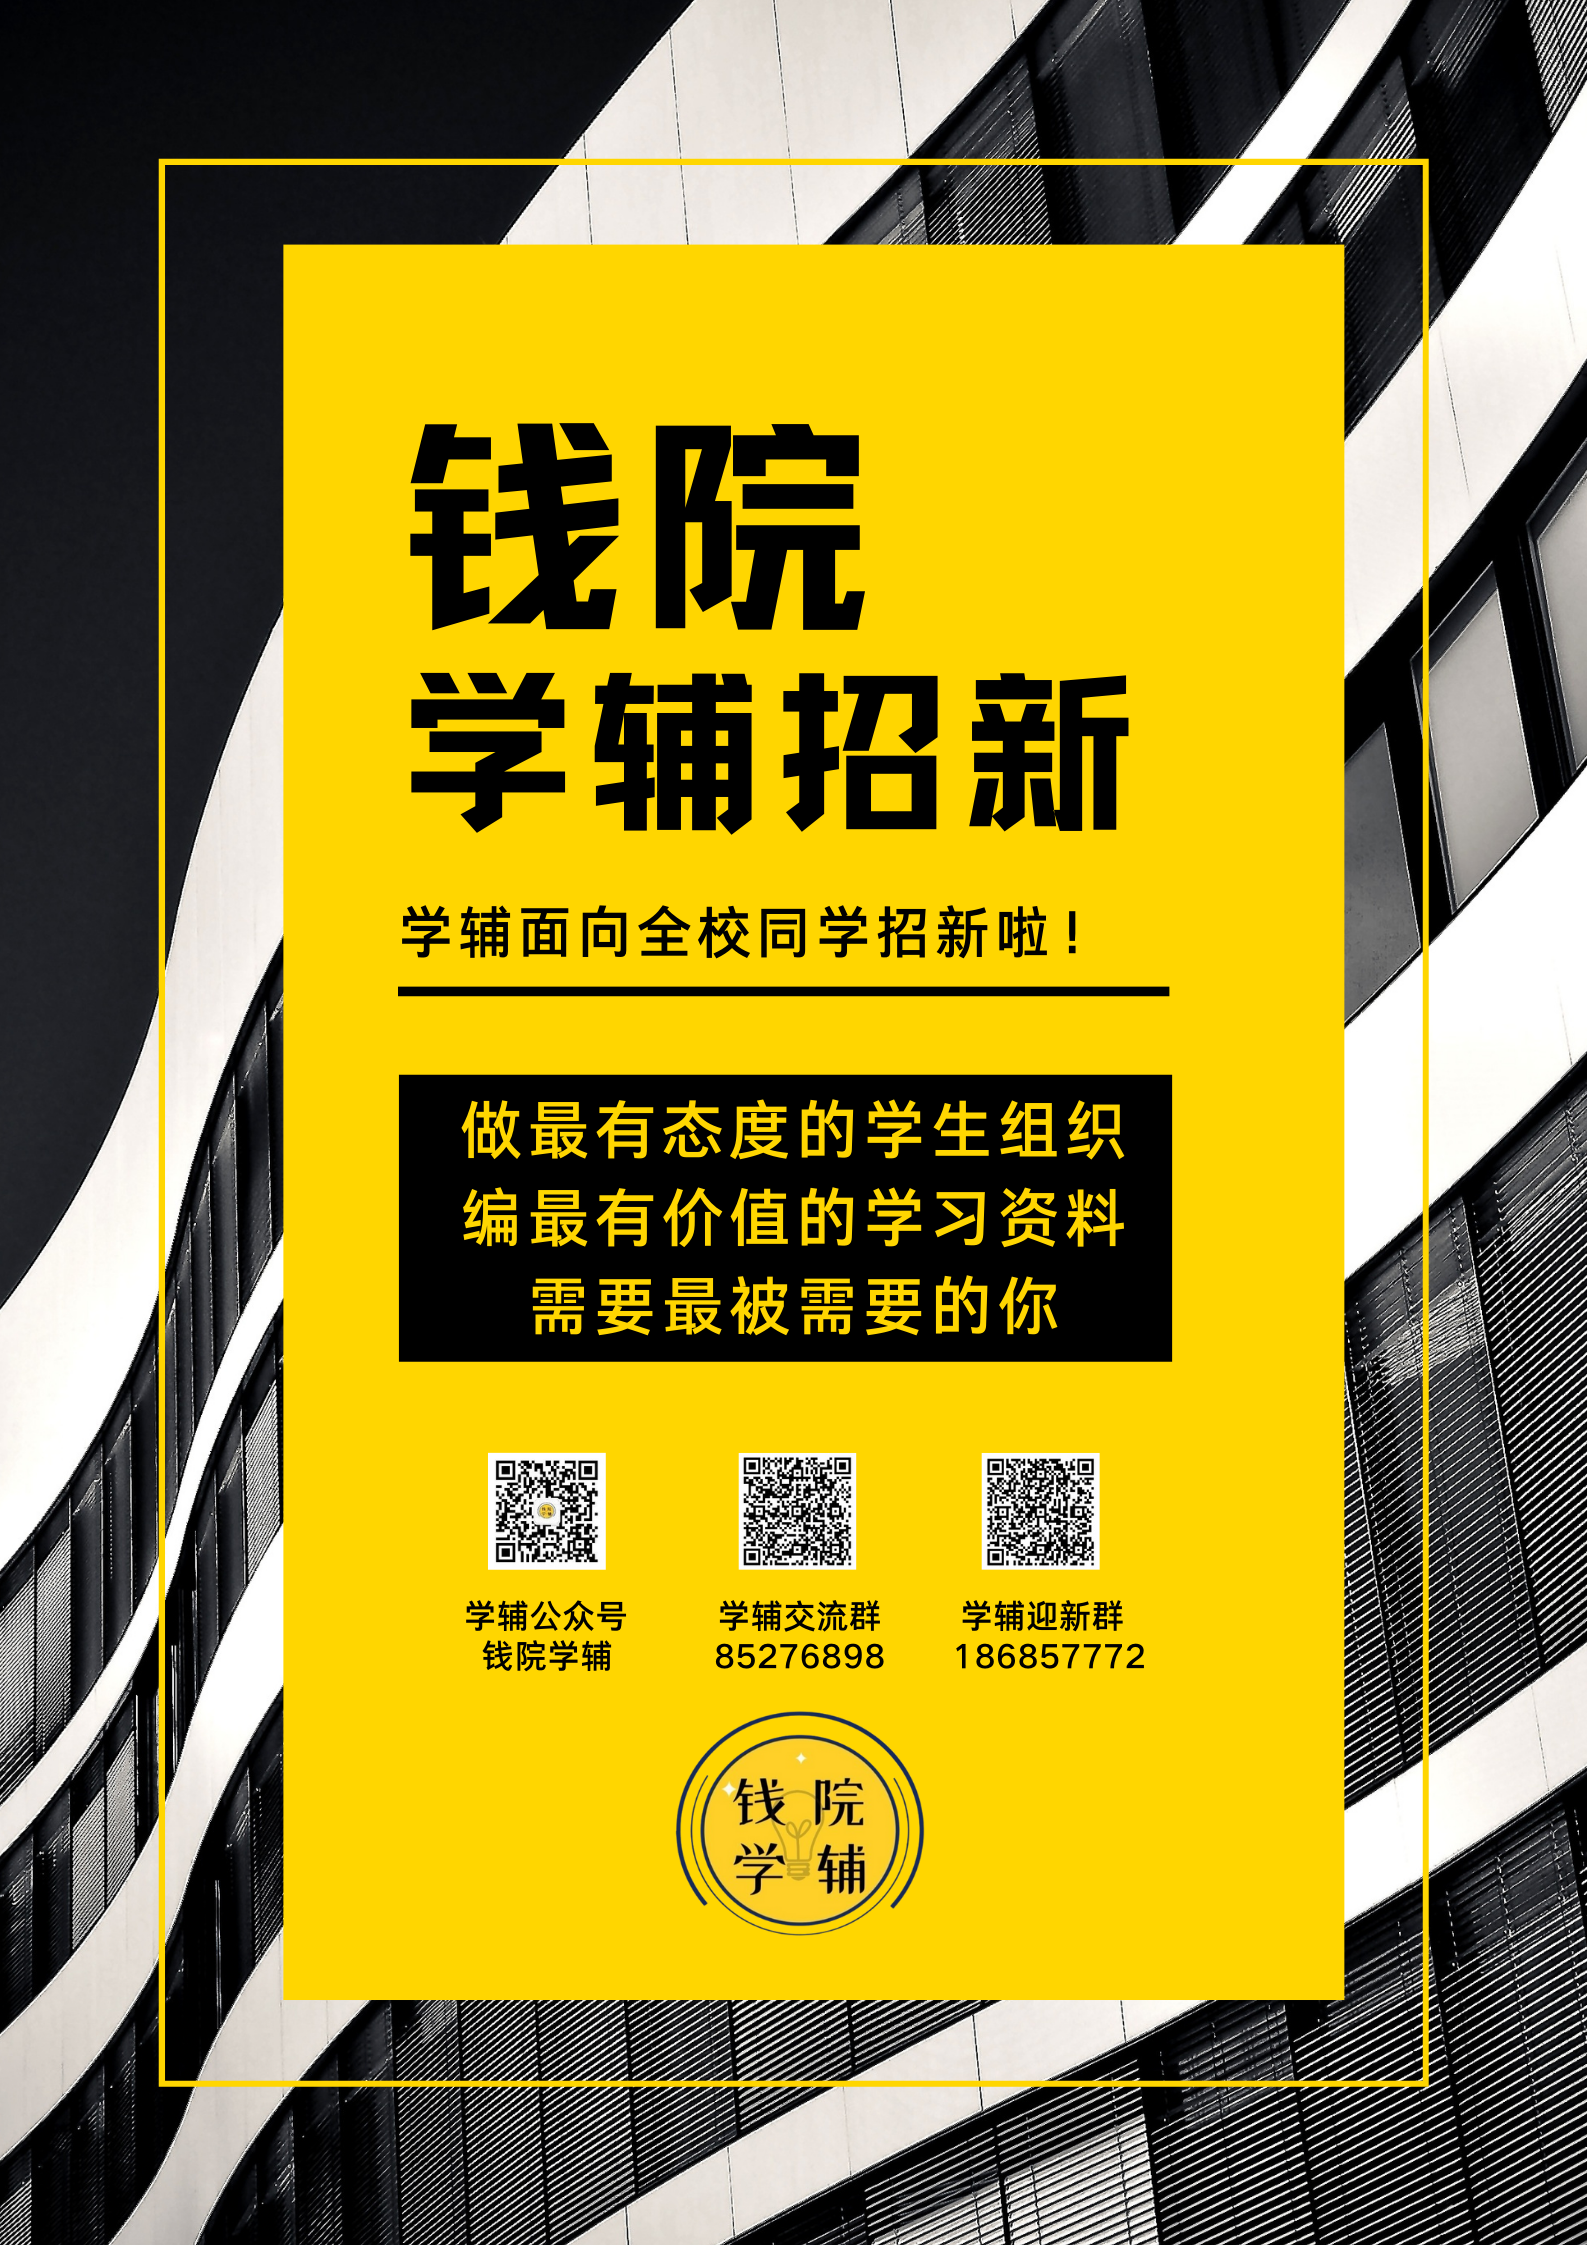 钱院
学辅招新
学辅面向全校同学招新啦！
做最有态度的学生组织
编最有价值的学习资料
需要最被需要的你
学辅公众号
钱院学辅
学辅交流群
85276898
学辅迎新群
186857772
钱院
学辅